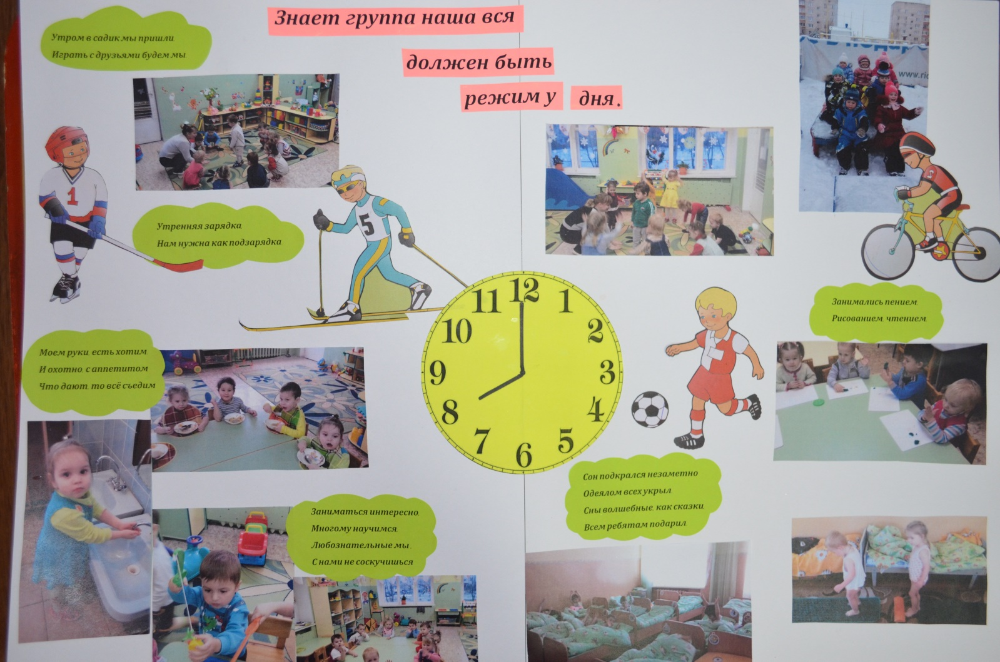 Знает группа наша вся
должен быть
режим у дня.
Утром в садик мы пришли.
Играть с друзьями будем мы
Утренняя зарядка,
Нам нужна как подзарядка
1
5
Моем руки, есть хотим,
И охотно, с аппетитом
Что дают, то всё съедим
Заниматься интересно,
Многому научимся,
Любознательные мы,
С нами не соскучишься
12
1
2
3
4
5
6
7
8
9
10
11
www.ric
Занимались пением,
Рисованием, чтением
Сон подкрался незаметно
Одеялом всех укрыл,
Сны волшебные, как сказки,
Всем ребятам подарил.